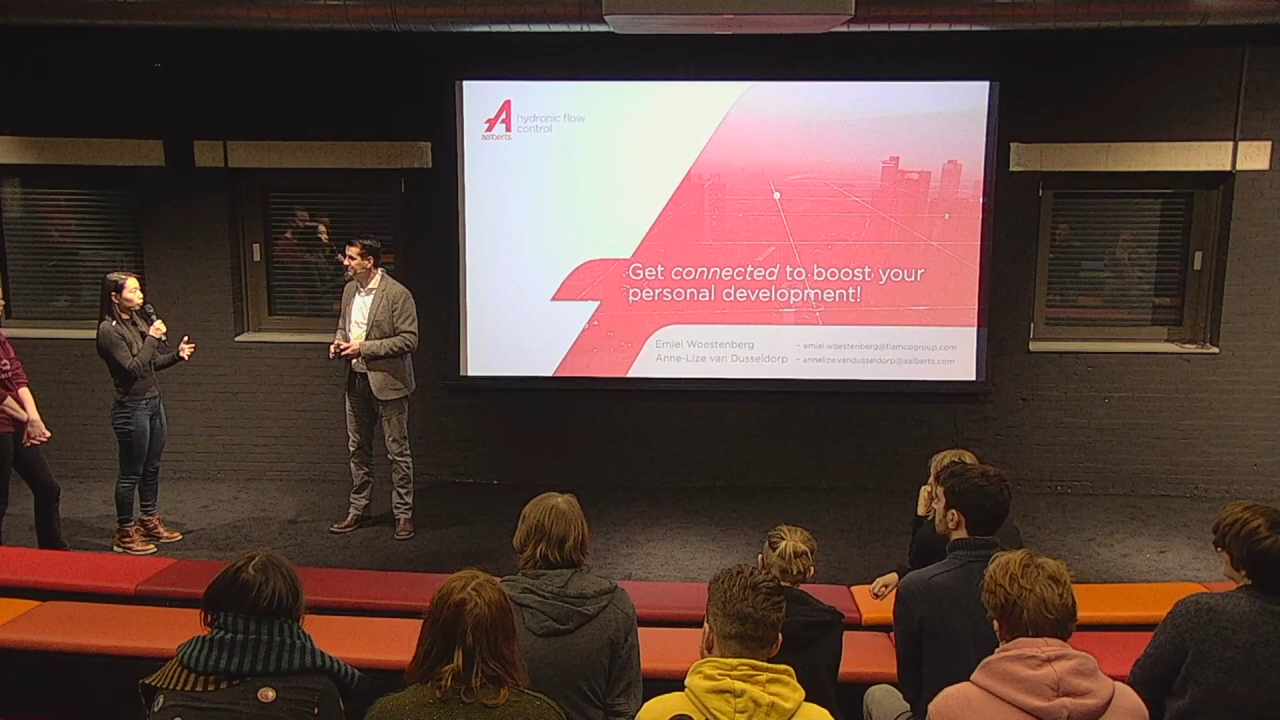 aalberts
hydronic flow
control
Get connected to boost your
personal development!
Emiel Woestenberg - emiel.woestenberg@flamcogroup.com
Anne-Lize van Dusseldorp - annelize.vandusseldorp@aalberts.com